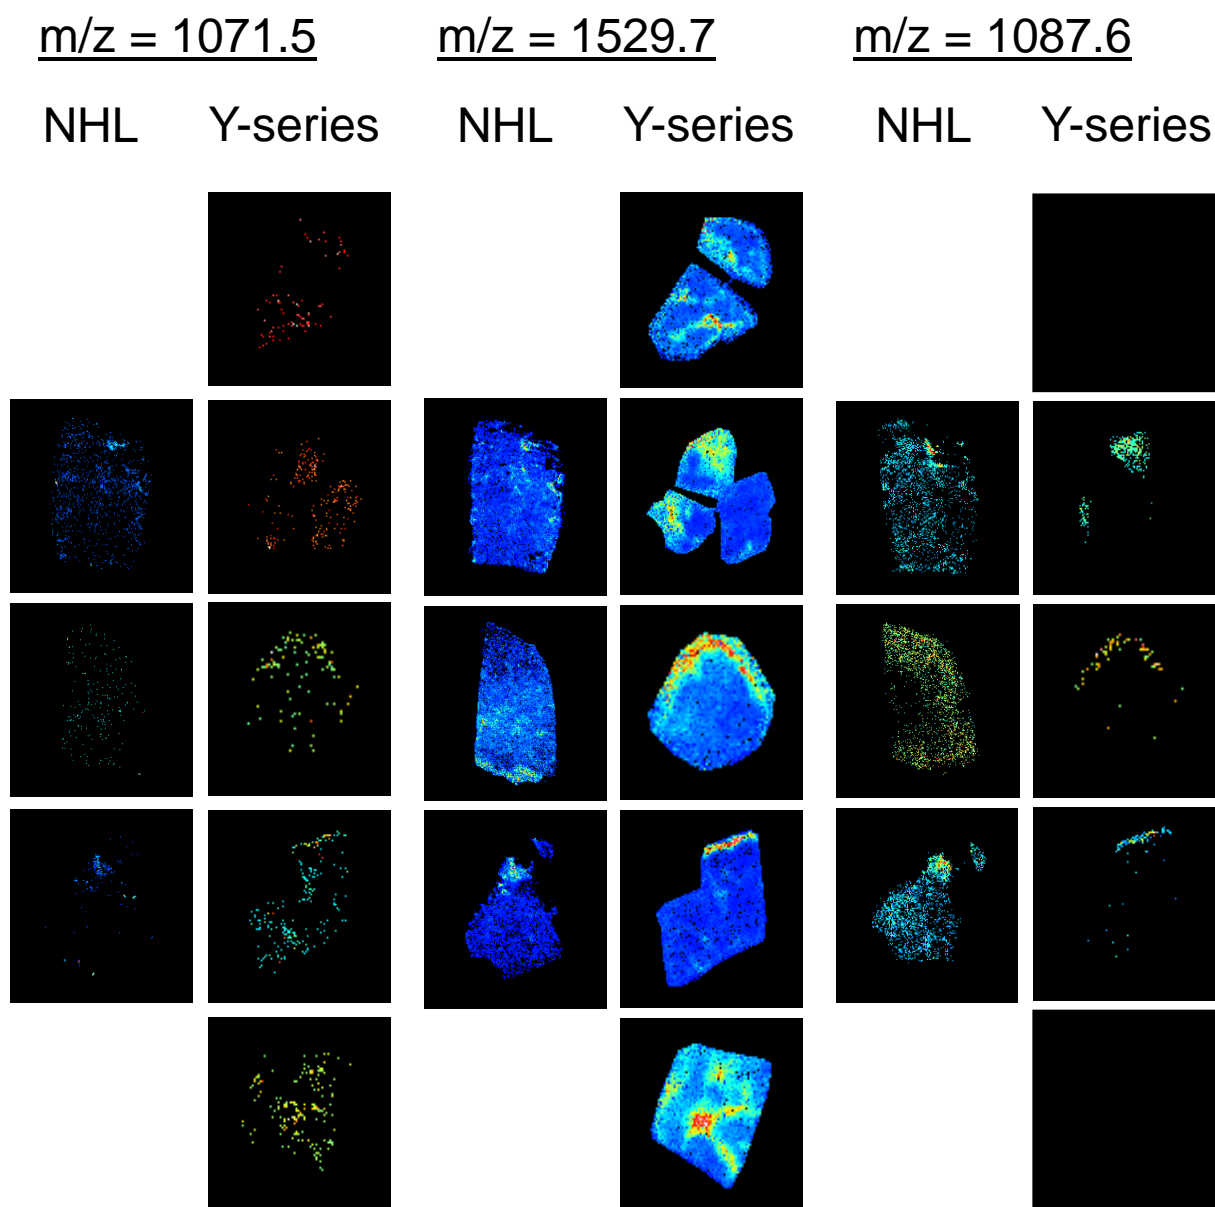 m/z = 1071.5 m/z = 1529.7 m/z = 1087.6
NHL Y-series NHL Y-series NHL Y-series